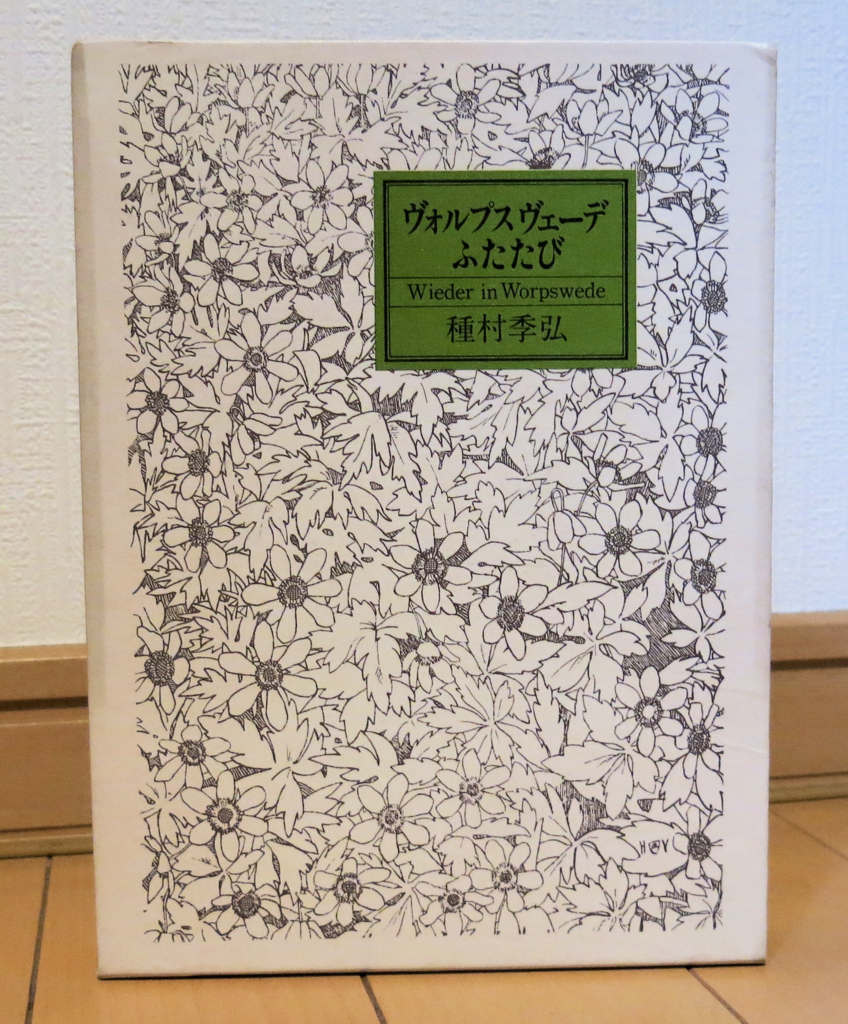 ヴォルプスヴェーデ
ふたたび
Wieder in Worpswede
種村季弘